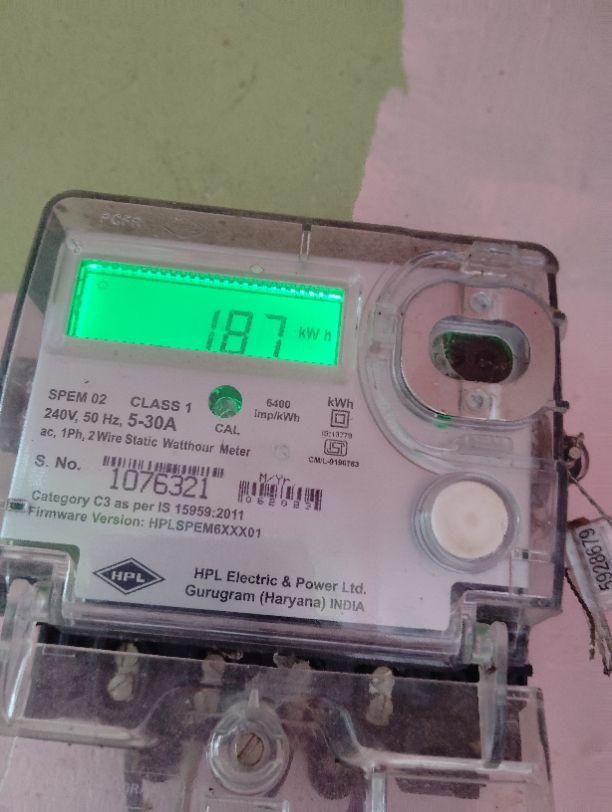 187 kWh
SPEM 02 CLASS 1
240V, 50 Hz, 5-30A
ac, 1Ph, 2 Wire Static Watthour Meter
CAL
6400
imp/kWh
kWh
IS:13779
CM/L-9190763
S. No.
1076321
M/Yr.
Category C3 as per IS 15959:2011
Firmware Version: HPLSPEM6XXX01
HPL
HPL Electric & Power Ltd.
Gurugram (Haryana) INDIA
5928679